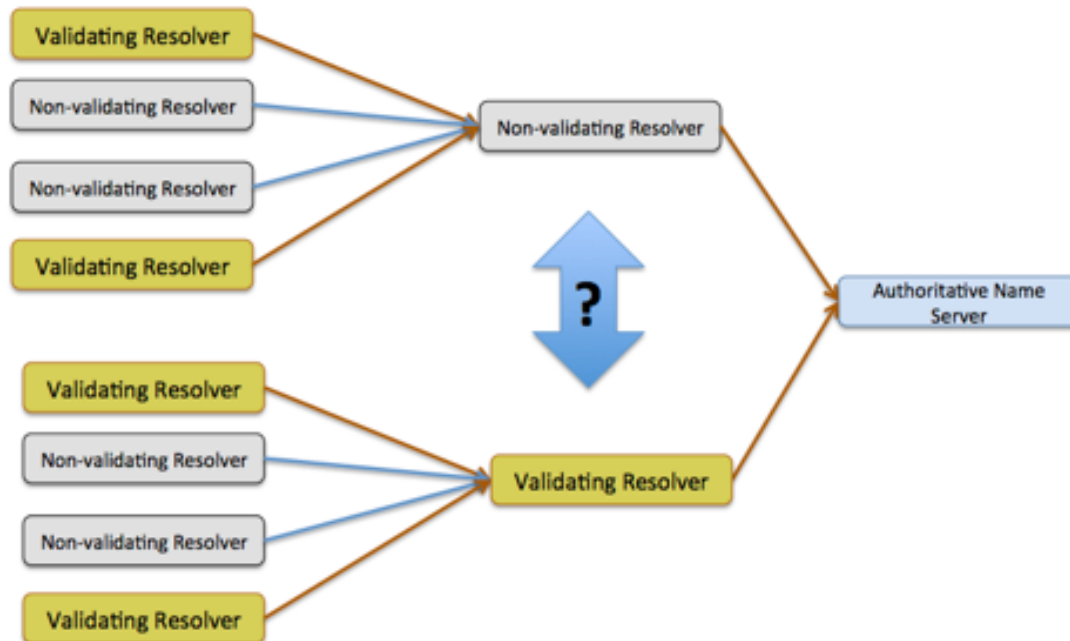 Validating Resolver
Non-validating Resolver
Non-validating Resolver
Validating Resolver
Non-validating Resolver
?
Authoritative Name
Server
Validating Resolver
Non-validating Resolver
Non-validating Resolver
Validating Resolver
Validating Resolver